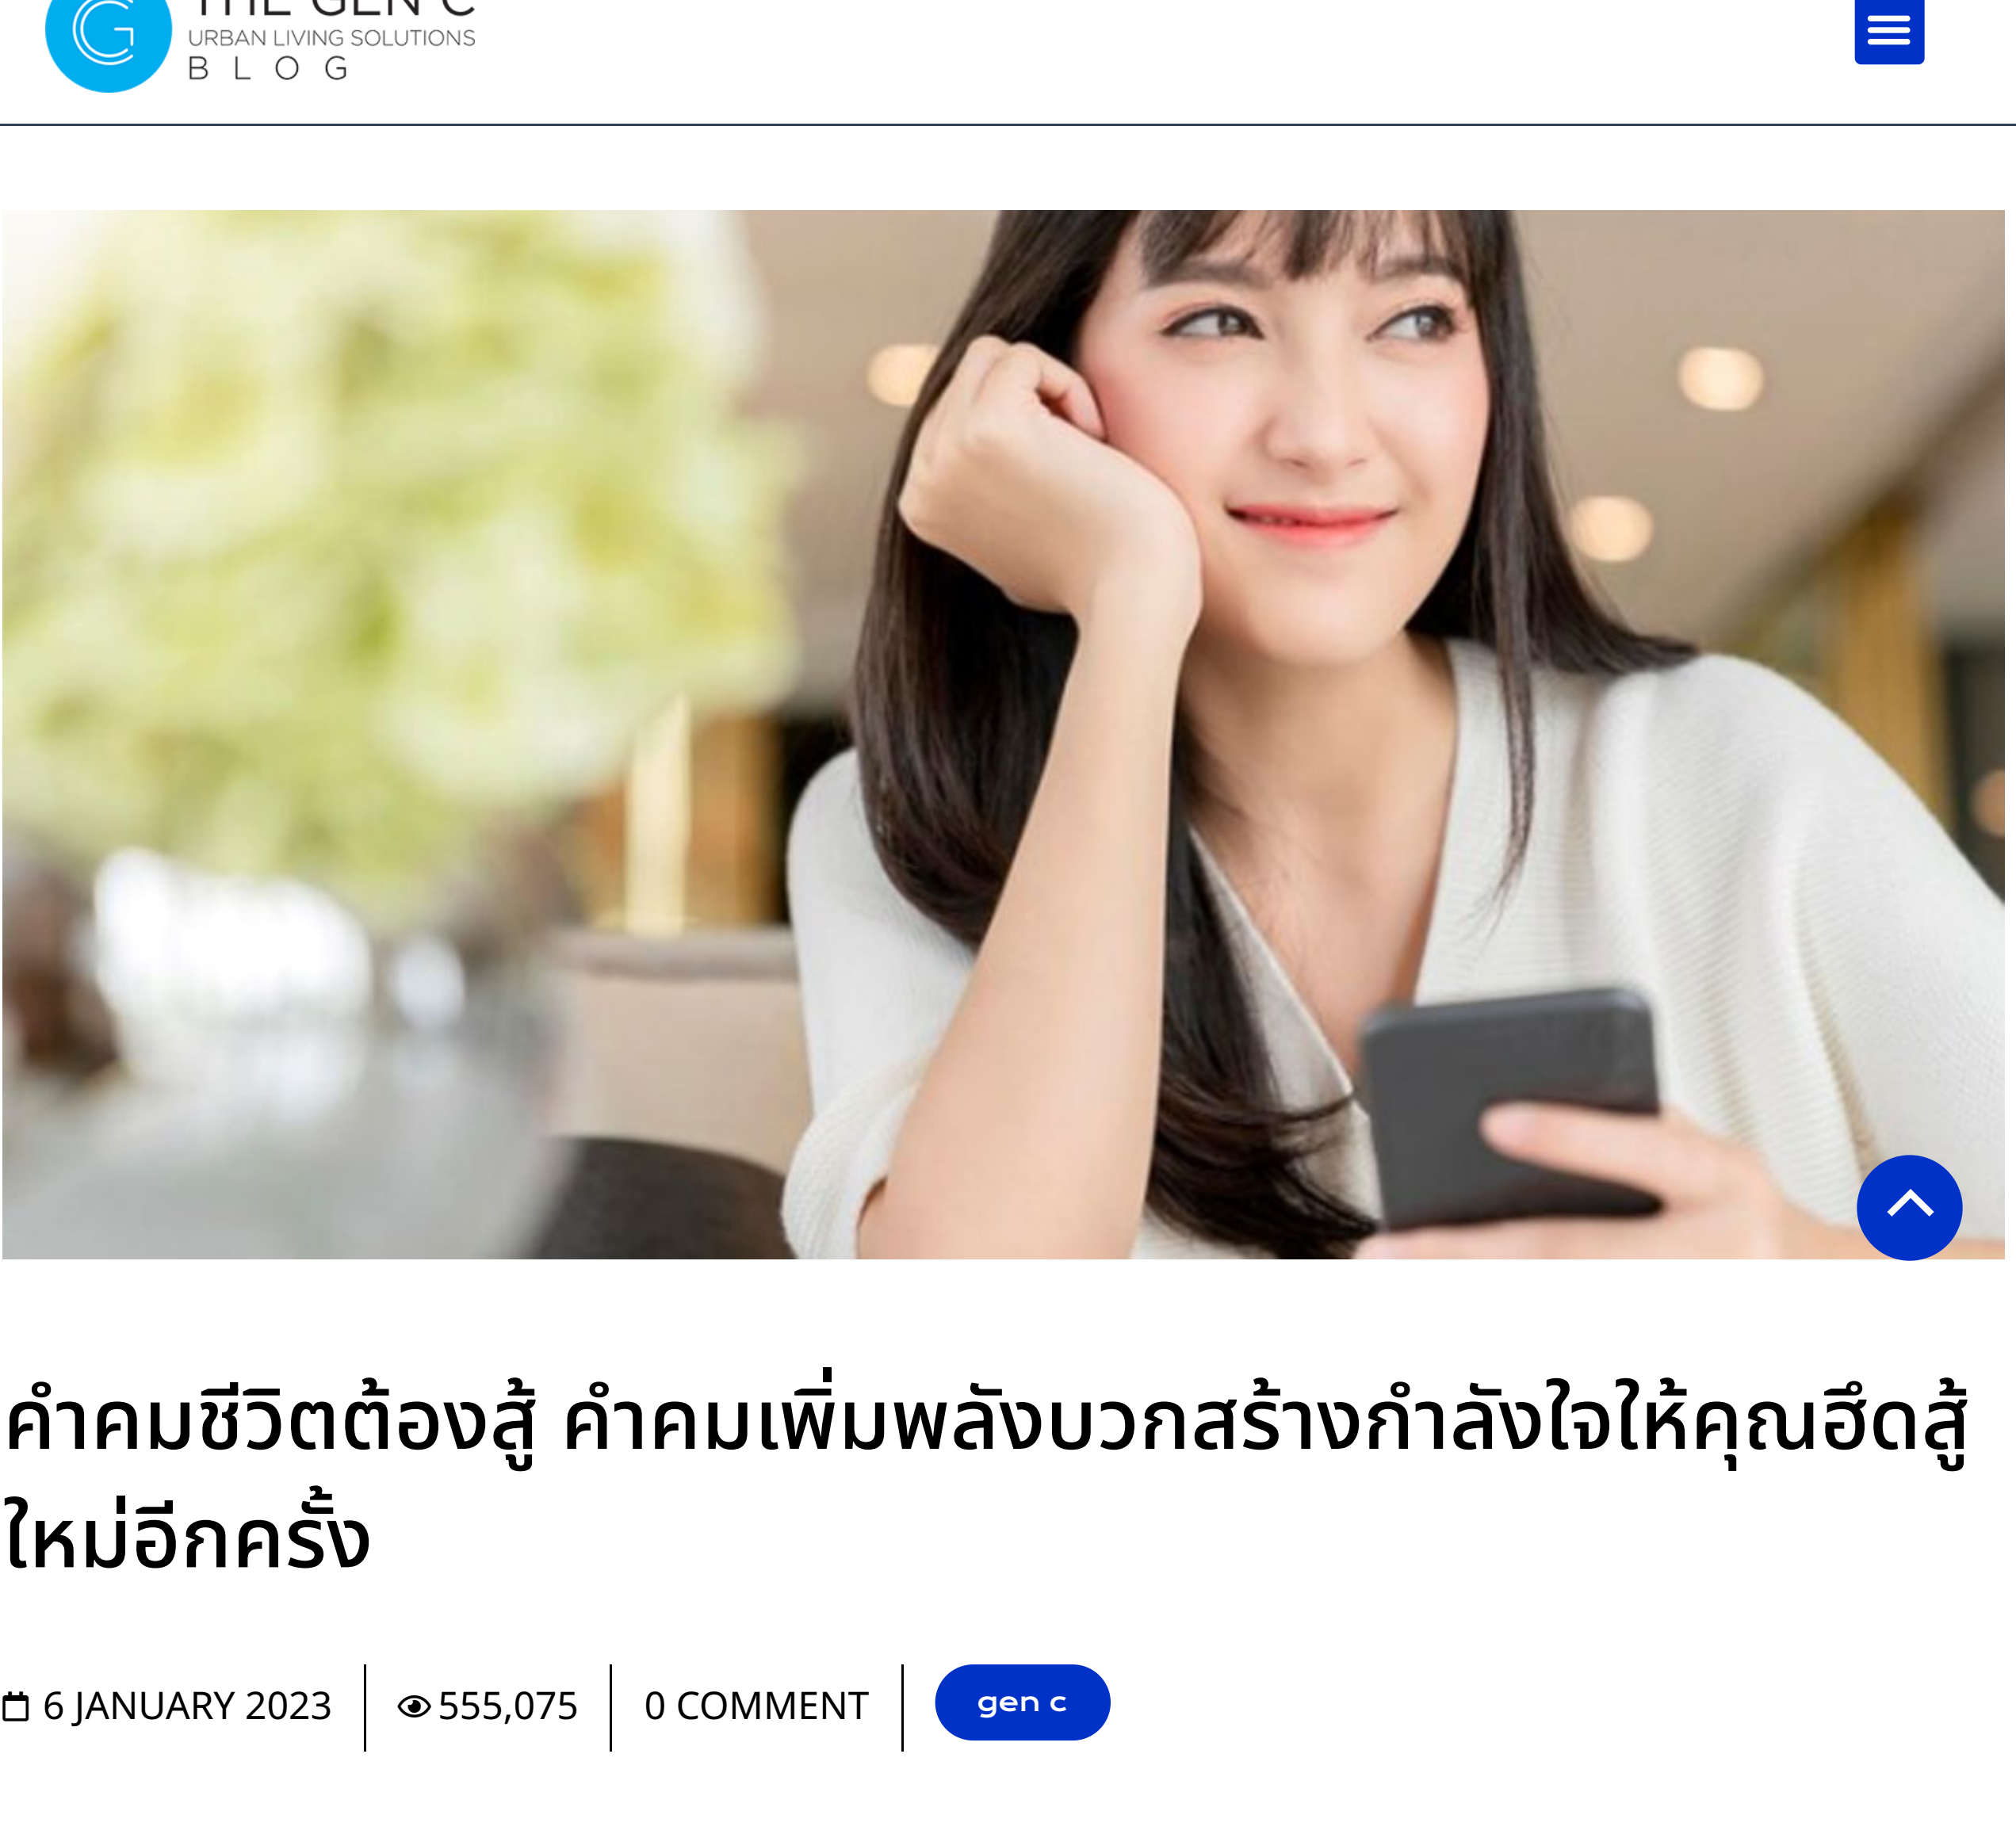 THE GEN C
URBAN LIVING SOLUTIONS
BLOG
คำคมชีวิตต้องสู้ คำคมเพิ่มพลังบวกสร้างกำลังใจให้คุณฮึดสู้
ใหม่อีกครั้ง
6 JANUARY 2023
555,075
0 COMMENT
gen c